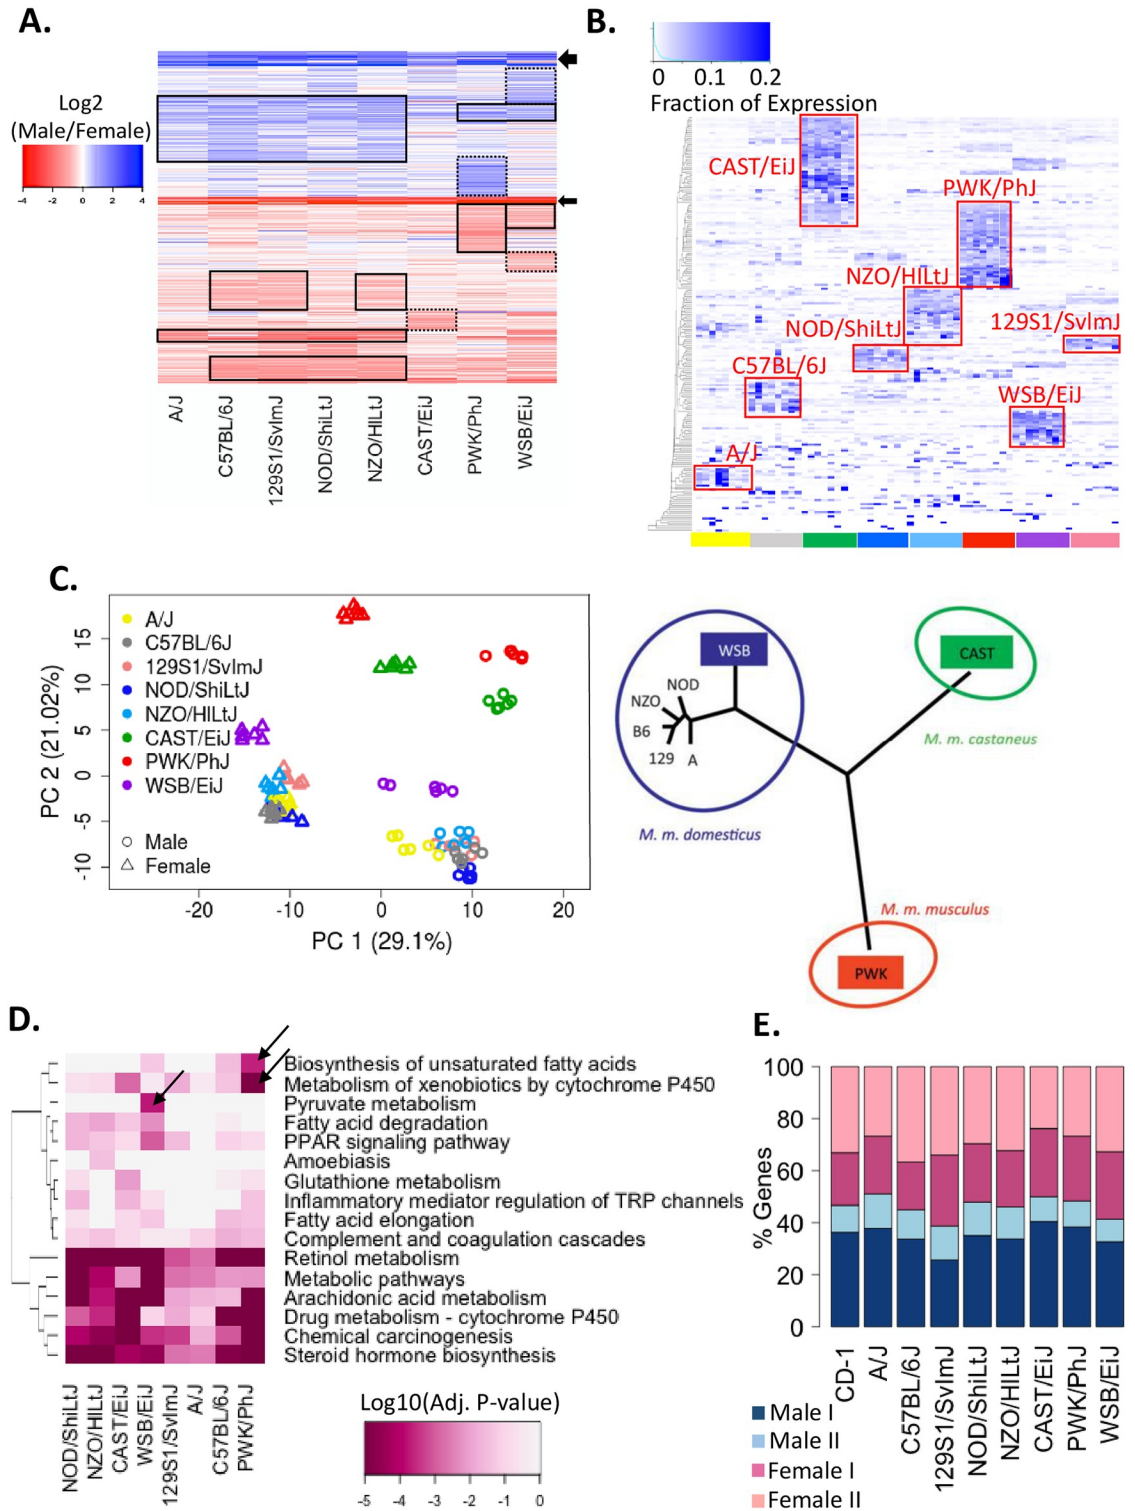 A.
Log2
(Male/Female)
-4 -2 0 2 4
A/J
C57BL/6J
129S1/SvImJ
NOD/ShiLtJ
NZO/HILtJ
CAST/EiJ
PWK/PhJ
WSB/EiJ
B.
0 0.1 0.2
Fraction of Expression
CAST/EiJ
PWK/PhJ
NZO/HILtJ
NOD/ShiLtJ
129S1/SvImJ
C57BL/6J
WSB/EiJ
A/J
C.
PC 2 (21.02%)
15
10
5
0
-5
-10
A/J
C57BL/6J
129S1/SvImJ
NOD/ShiLtJ
NZO/HILtJ
CAST/EiJ
PWK/PhJ
WSB/EiJ
Male
Female
-20 -10 0 10 20
PC 1 (29.1%)
WSB
NOD
NZO
B6
129
A
M. m. domesticus
CAST
M. m. castaneus
M. m. musculus
PWK
D.
Biosynthesis of unsaturated fatty acids
Metabolism of xenobiotics by cytochrome P450
Pyruvate metabolism
Fatty acid degradation
PPAR signaling pathway
Amoebiasis
Glutathione metabolism
Inflammatory mediator regulation of TRP channels
Fatty acid elongation
Complement and coagulation cascades
Retinol metabolism
Metabolic pathways
Arachidonic acid metabolism
Drug metabolism - cytochrome P450
Chemical carcinogenesis
Steroid hormone biosynthesis
NOD/ShiLtJ
NZO/HILtJ
CAST/EiJ
WSB/EiJ
129S1/SvImJ
A/J
C57BL/6J
PWK/PhJ
Log10(Adj. P-value)
-5 -4 -3 -2 -1 0
E.
% Genes
100
80
60
40
20
0
CD-1
A/J
C57BL/6J
129S1/SvImJ
NOD/ShiLtJ
NZO/HILtJ
CAST/EiJ
PWK/PhJ
WSB/EiJ
Male I
Male II
Female I
Female II